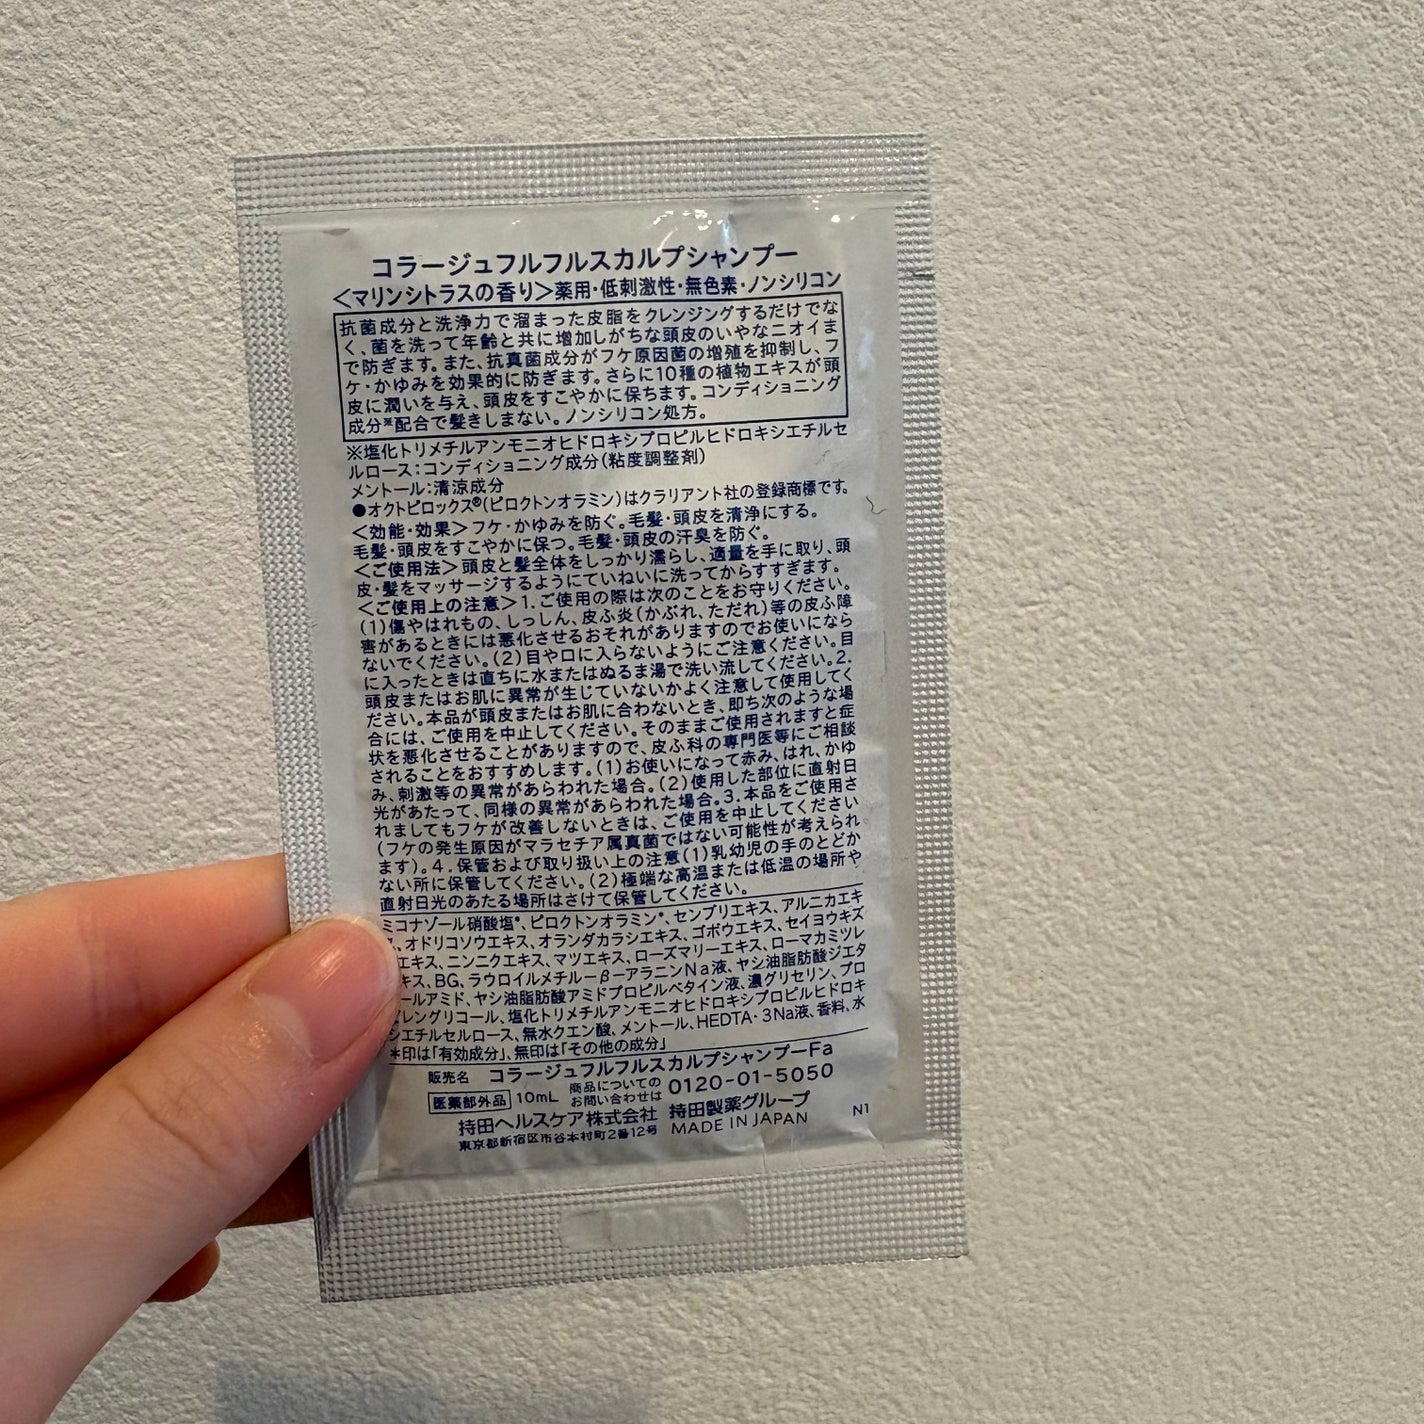 コラージュフルフルスカルプシャンプー
＜マリンシトラスの香り＞薬用・低刺激性・無色素・ノンシリコン
抗菌成分と洗浄力で溜まった皮脂をクレンジングするだけでな
く、菌を洗って年齢と共に増加しがちな頭皮のいやなニオイま
で防ぎます。また、抗真菌成分がフケ原因菌の増殖を抑制し、フ
ケ・かゆみを効果的に防ぎます。さらに10種の植物エキスが頭
皮に潤いを与え、頭皮をすこやかに保ちます。コンディショニング
成分※配合で髪きしまない。ノンシリコン処方。
※塩化トリメチルアンモニオヒドロキシプロピルヒドロキシエチルセ
ルロース：コンディショニング成分（粘度調整剤）
メントール：清涼成分
●オクトピロックス®（ピロクトンオラミン）はクラリアント社の登録商標です。
＜効能・効果＞フケ・かゆみを防ぐ。毛髪・頭皮を清浄にする。
毛髪・頭皮をすこやかに保つ。毛髪・頭皮の汗臭を防ぐ。
＜ご使用法＞頭皮と髪全体をしっかり濡らし、適量を手に取り、頭
皮・髪をマッサージするようにていねいに洗ってからすすぎます。
＜ご使用上の注意＞1．ご使用の際は次のことをお守りください。
（1）傷やはれもの、しっしん、皮ふ炎（かぶれ、ただれ）等の皮ふ障
害があるときには悪化させるおそれがありますのでお使いになら
ないでください。（2）目や口に入らないようにご注意ください。目
に入ったときは直ちに水またはぬるま湯で洗い流してください。2．
頭皮またはお肌に異常が生じていないかよく注意して使用してく
ださい。本品が頭皮またはお肌に合わないとき、即ち次のような場
合には、ご使用を中止してください。そのままご使用されますと症
状を悪化させることがありますので、皮ふ科の専門医等にご相談
されることをおすすめします。（1）お使いになって赤み、はれ、かゆ
み、刺激等の異常があらわれた場合。（2）使用した部位に直射日
光があたって、同様の異常があらわれた場合。3．本品をご使用さ
れましてもフケが改善しないときは、ご使用を中止してください
（フケの発生原因がマラセチア属真菌ではない可能性が考えられ
ます）。4．保管および取り扱い上の注意（1）乳幼児の手のとどか
ない所に保管してください。（2）極端な高温または低温の場所や
直射日光のあたる場所はさけて保管してください。
ミコナゾール硝酸塩*、ピロクトンオラミン*、センブリエキス、アルニカエキ
、オドリコソウエキス、オランダカラシエキス、ゴボウエキス、セイヨウキズ
エキス、ニンニクエキス、マツエキス、ローズマリーエキス、ローマカミツレ
キス、BG、ラウロイルメチル－β－アラニンNa液、ヤシ油脂肪酸ジエタ
ールアミド、ヤシ油脂肪酸アミドプロピルベタイン液、濃グリセリン、プロ
レングリコール、塩化トリメチルアンモニオヒドロキシプロピルヒドロキ
シエチルセルロース、無水クエン酸、メントール、HEDTA・3Na液、香料、水
＊印は「有効成分」、無印は「その他の成分」
販売名 コラージュフルフルスカルプシャンプーFa
医薬部外品 10mL 商品についての お問い合わせは 0120-01-5050
持田ヘルスケア株式会社 持田製薬グループ
東京都新宿区市谷本村町2番12号 MADE IN JAPAN N1